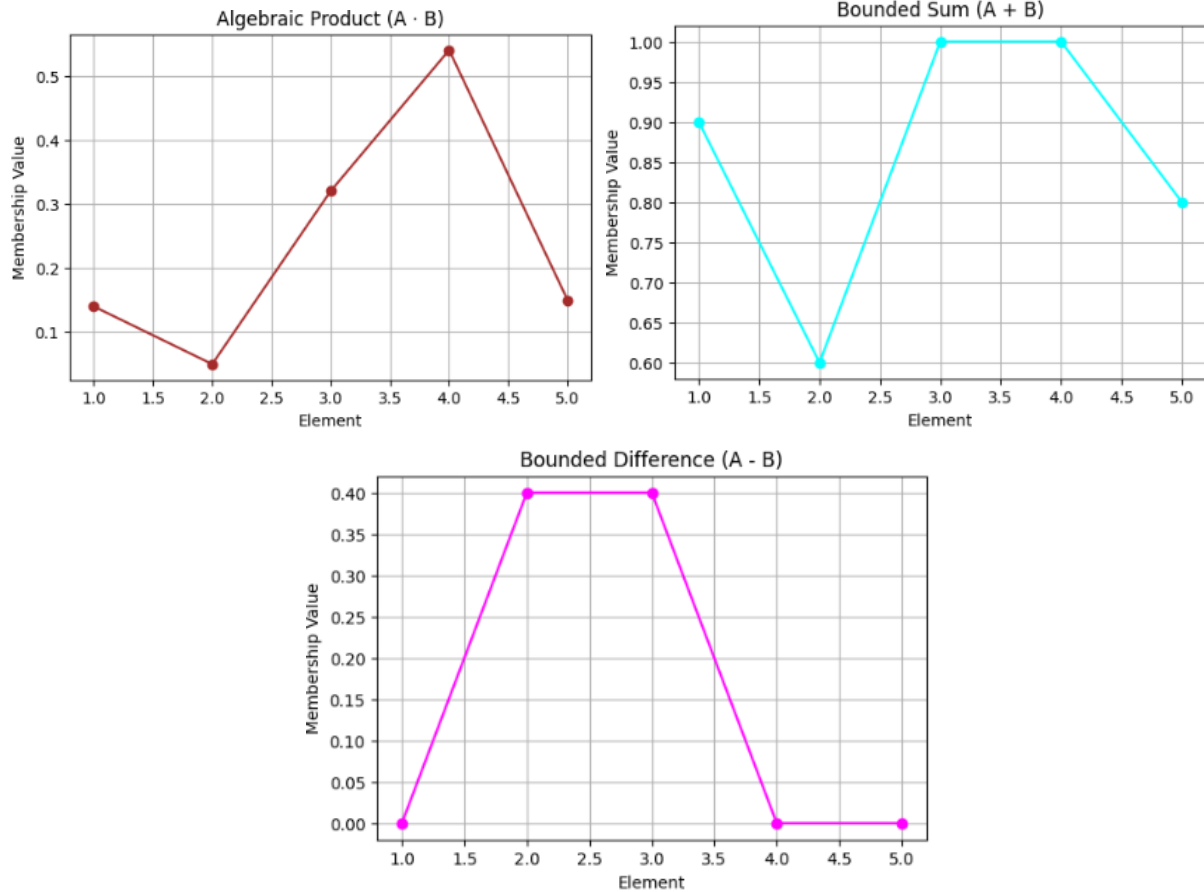 Algebraic Product (A · B)
0.5
0.4
0.3
0.2
0.1
Membership Value
1.0 1.5 2.0 2.5 3.0 3.5 4.0 4.5 5.0
Element
Bounded Sum (A + B)
1.00
0.95
0.90
0.85
0.80
0.75
0.70
0.65
0.60
Membership Value
1.0 1.5 2.0 2.5 3.0 3.5 4.0 4.5 5.0
Element
Bounded Difference (A - B)
0.40
0.35
0.30
0.25
0.20
0.15
0.10
0.05
0.00
Membership Value
1.0 1.5 2.0 2.5 3.0 3.5 4.0 4.5 5.0
Element